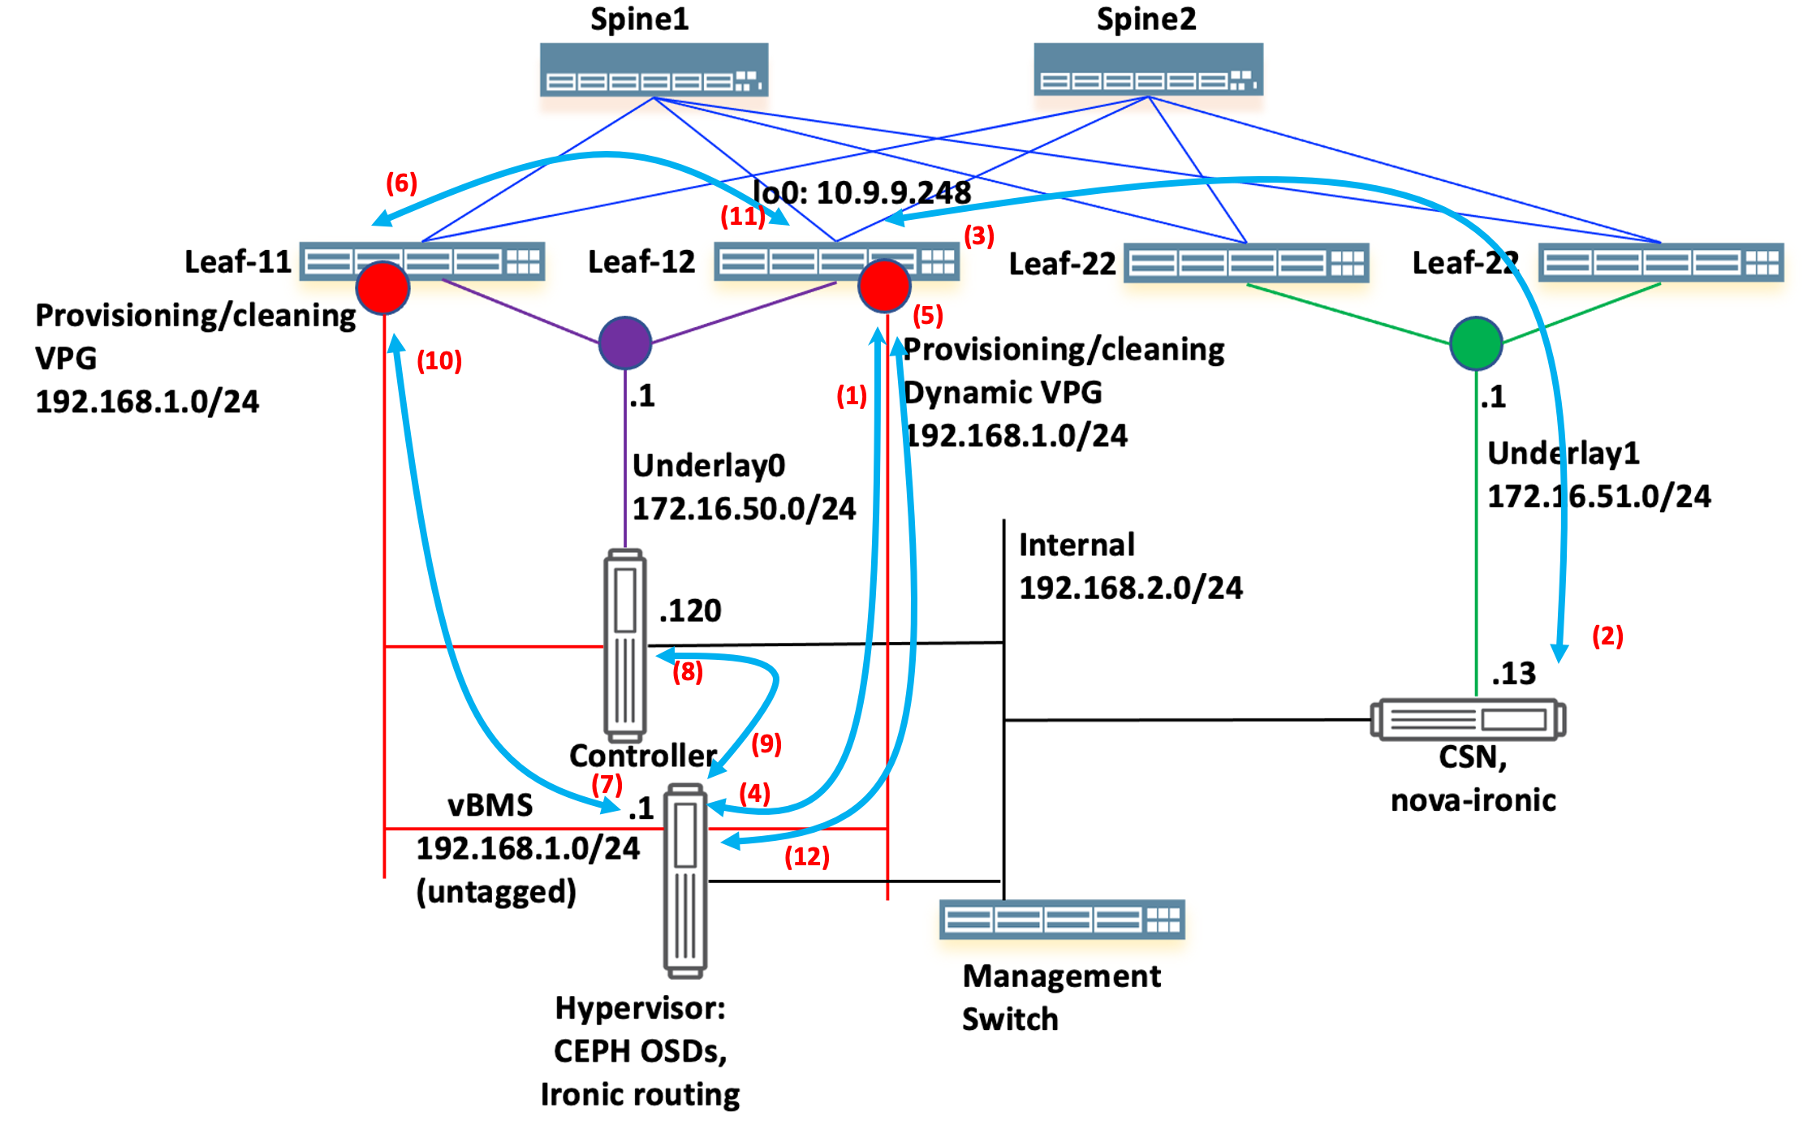 Spine1
Spine2
(6)
lo0: 10.9.9.248
(11)
(3)
Leaf-11
Leaf-12
Leaf-22
Leaf-22
Provisioning/cleaning
VPG
192.168.1.0/24
(10)
(5)
Provisioning/cleaning
Dynamic VPG
192.168.1.0/24
(1)
.1
.1
Underlay0
172.16.50.0/24
Underlay1
172.16.51.0/24
Internal
192.168.2.0/24
.120
(2)
(8)
.13
(9)
Controller
(7)
(4)
CSN,
nova-ironic
vBMS
192.168.1.0/24
(untagged)
.1
(12)
Management
Switch
Hypervisor:
CEPH OSDs,
Ironic routing